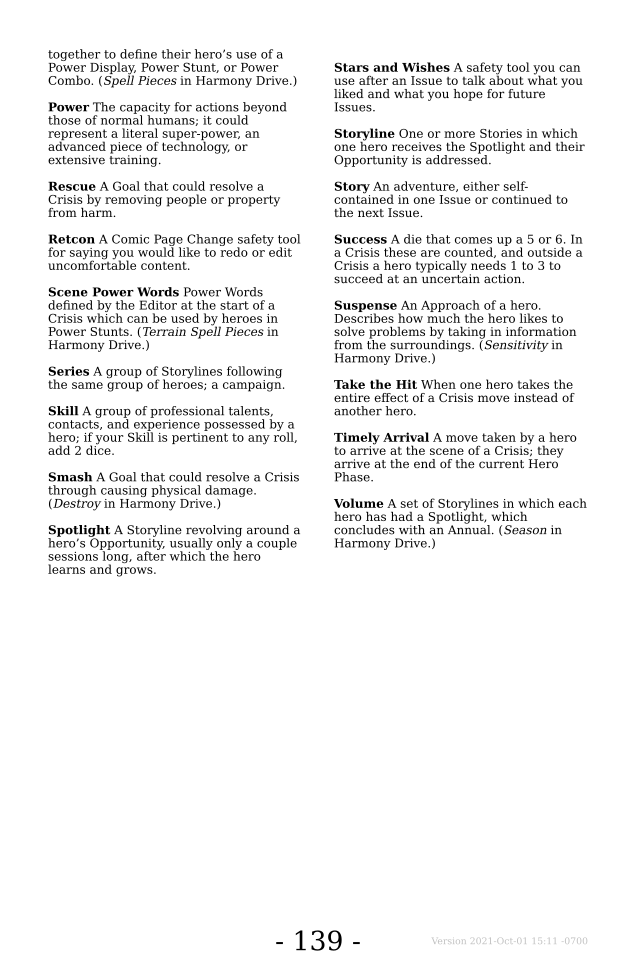 together to define their hero’s use of a
Power Display, Power Stunt, or Power
Combo. (Spell Pieces in Harmony Drive.)
Power The capacity for actions beyond
those of normal humans; it could
represent a literal super-power, an
advanced piece of technology, or
extensive training.
Rescue A Goal that could resolve a
Crisis by removing people or property
from harm.
Retcon A Comic Page Change safety tool
for saying you would like to redo or edit
uncomfortable content.
Scene Power Words Power Words
defined by the Editor at the start of a
Crisis which can be used by heroes in
Power Stunts. (Terrain Spell Pieces in
Harmony Drive.)
Series A group of Storylines following
the same group of heroes; a campaign.
Skill A group of professional talents,
contacts, and experience possessed by a
hero; if your Skill is pertinent to any roll,
add 2 dice.
Smash A Goal that could resolve a Crisis
through causing physical damage.
(Destroy in Harmony Drive.)
Spotlight A Storyline revolving around a
hero’s Opportunity, usually only a couple
sessions long, after which the hero
learns and grows.
Stars and Wishes A safety tool you can
use after an Issue to talk about what you
liked and what you hope for future
Issues.
Storyline One or more Stories in which
one hero receives the Spotlight and their
Opportunity is addressed.
Story An adventure, either self-
contained in one Issue or continued to
the next Issue.
Success A die that comes up a 5 or 6. In
a Crisis these are counted, and outside a
Crisis a hero typically needs 1 to 3 to
succeed at an uncertain action.
Suspense An Approach of a hero.
Describes how much the hero likes to
solve problems by taking in information
from the surroundings. (Sensitivity in
Harmony Drive.)
Take the Hit When one hero takes the
entire effect of a Crisis move instead of
another hero.
Timely Arrival A move taken by a hero
to arrive at the scene of a Crisis; they
arrive at the end of the current Hero
Phase.
Volume A set of Storylines in which each
hero has had a Spotlight, which
concludes with an Annual. (Season in
Harmony Drive.)
- 139 -
Version 2021-Oct-01 15:11 -0700